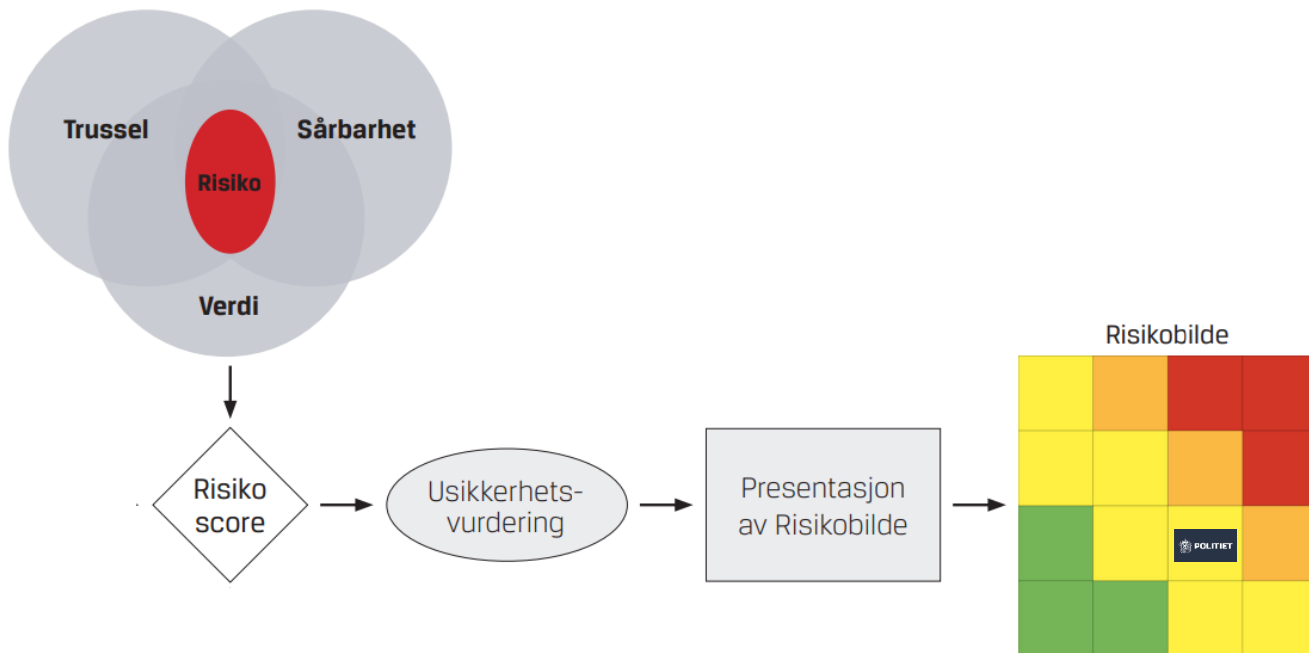 Trussel
Sårbarhet
Risiko
Verdi
Risikobilde
Risiko
score
Usikkerhets-
vurdering
Presentasjon
av Risikobilde
POLITIET